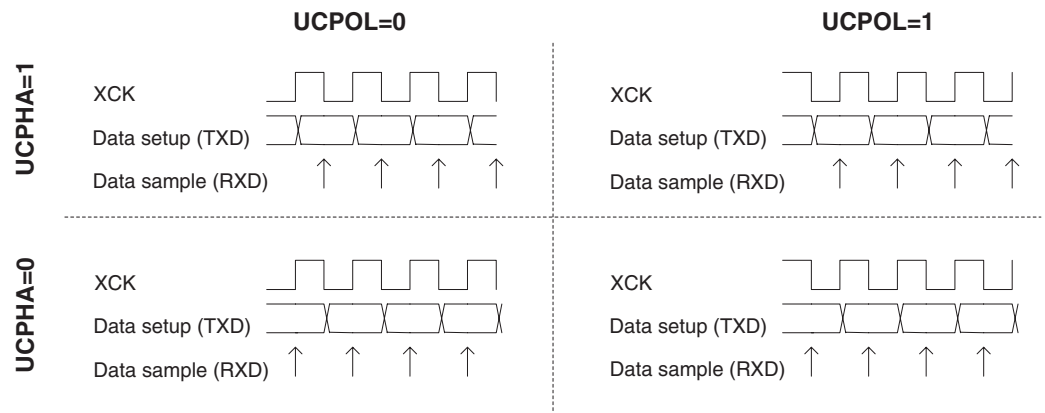 UCPOL=0 UCPOL=1
UCPHA=1
XCK
Data setup (TXD)
Data sample (RXD)
XCK
Data setup (TXD)
Data sample (RXD)
UCPHA=0
XCK
Data setup (TXD)
Data sample (RXD)
XCK
Data setup (TXD)
Data sample (RXD)